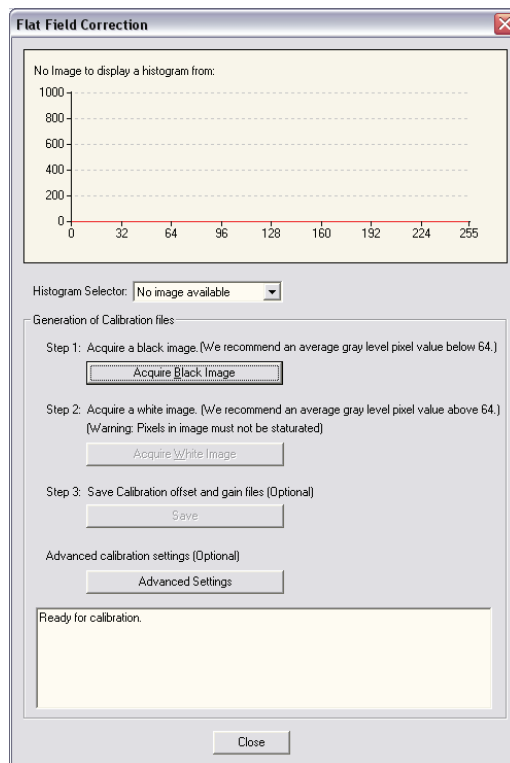 Flat Field Correction
No Image to display a histogram from:
1000
800
600
400
200
0
0 32 64 96 128 160 192 224 255
Histogram Selector: No image available
Generation of Calibration files
Step 1: Acquire a black image. (We recommend an average gray level pixel value below 64.)
Acquire Black Image
Step 2: Acquire a white image. (We recommend an average gray level pixel value above 64.)
(Warning: Pixels in image must not be staturated)
Acquire White Image
Step 3: Save Calibration offset and gain files (Optional)
Save
Advanced calibration settings (Optional)
Advanced Settings
Ready for calibration.
Close